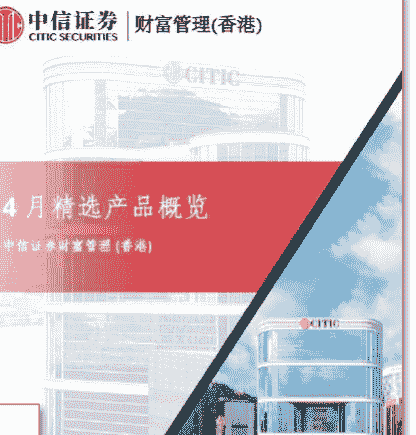 中信证券 财富管理(香港)
CITIC SECURITIES
CITIC
4 月精选产品概览
中信证券财富管理 (香港)
CITIC